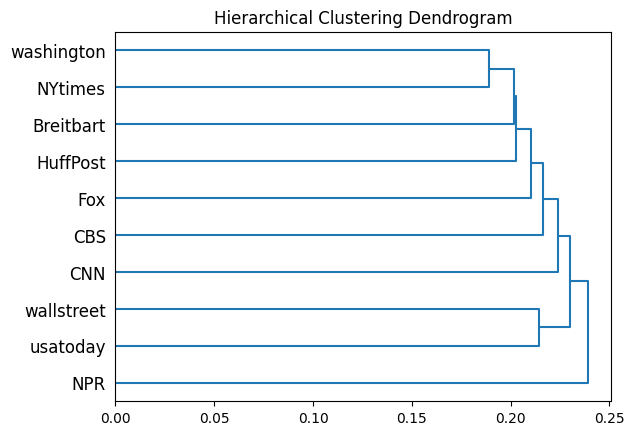 Hierarchical Clustering Dendrogram
washington
NYtimes
Breitbart
HuffPost
Fox
CBS
CNN
wallstreet
usatoday
NPR
0.00 0.05 0.10 0.15 0.20 0.25